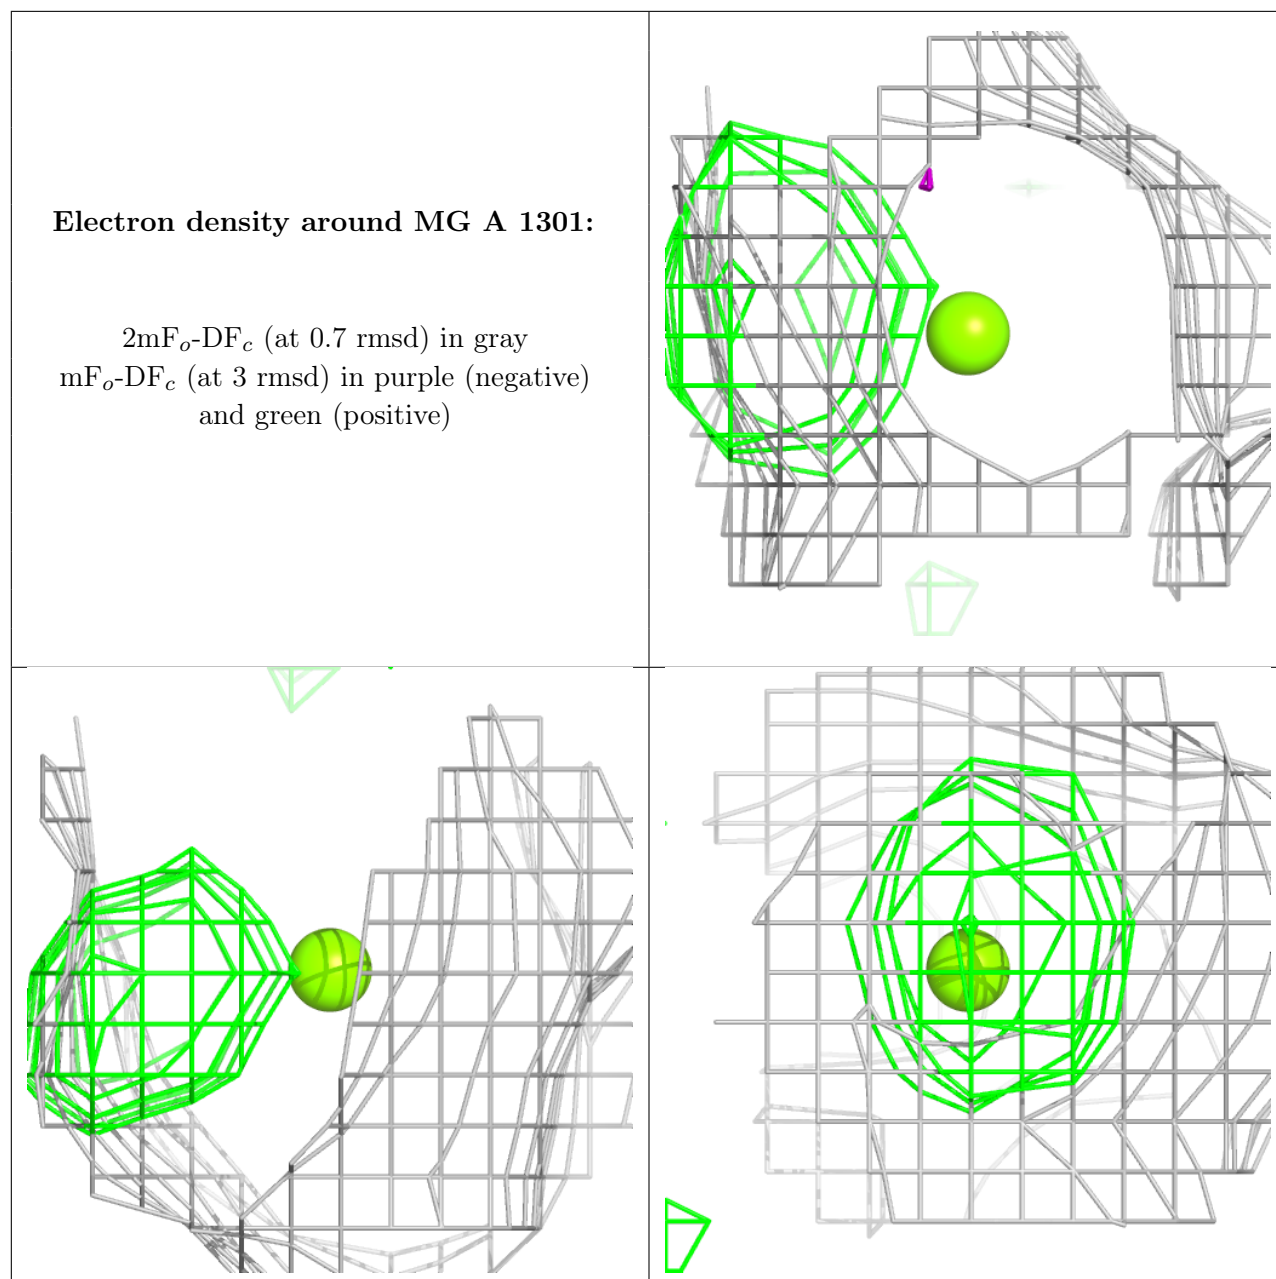 Electron density around MG A 1301:
2mFo-DFc (at 0.7 rmsd) in gray
mFo-DFc (at 3 rmsd) in purple (negative)
and green (positive)